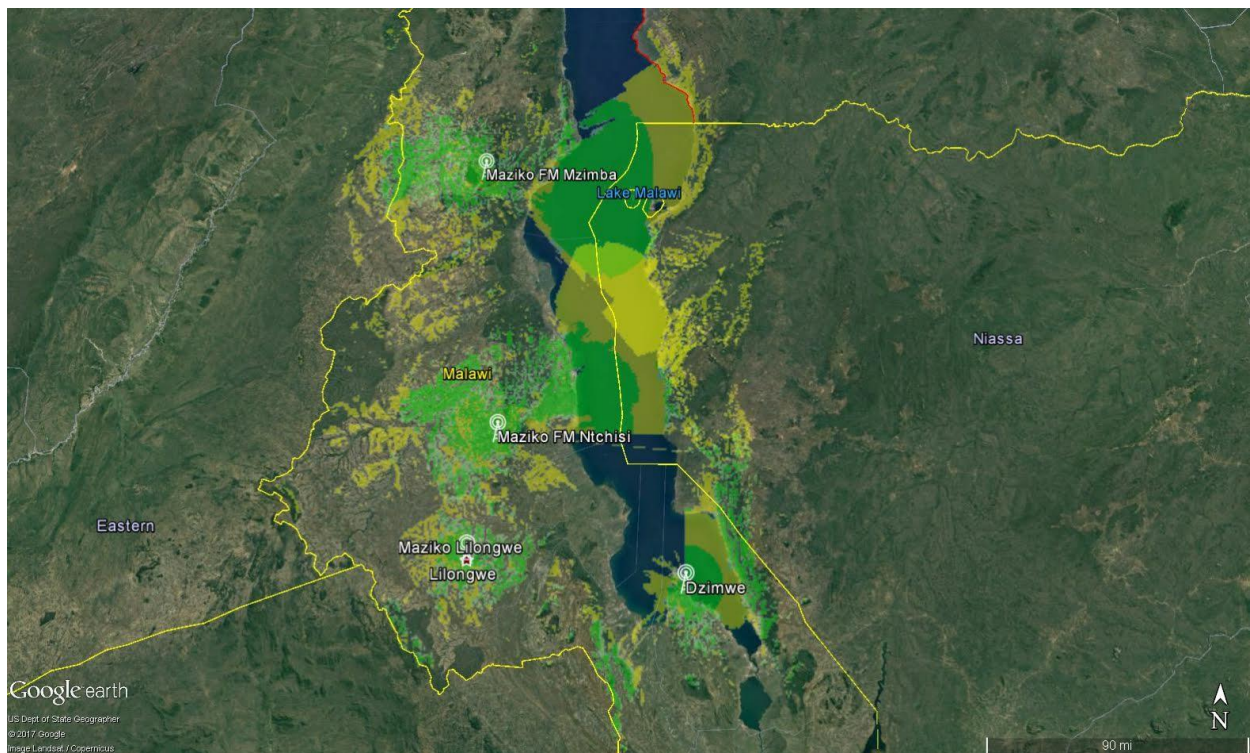 Maziko FM Mzimba
Lake Malawi
Niassa
Malawi
Maziko FM Ntchisi
Eastern
Maziko Lilongwe
Lilongwe
Dzimwe
Google earth
US Dept of State Geographer
© 2017 Google
Image Landsat / Copernicus
N
90 mi